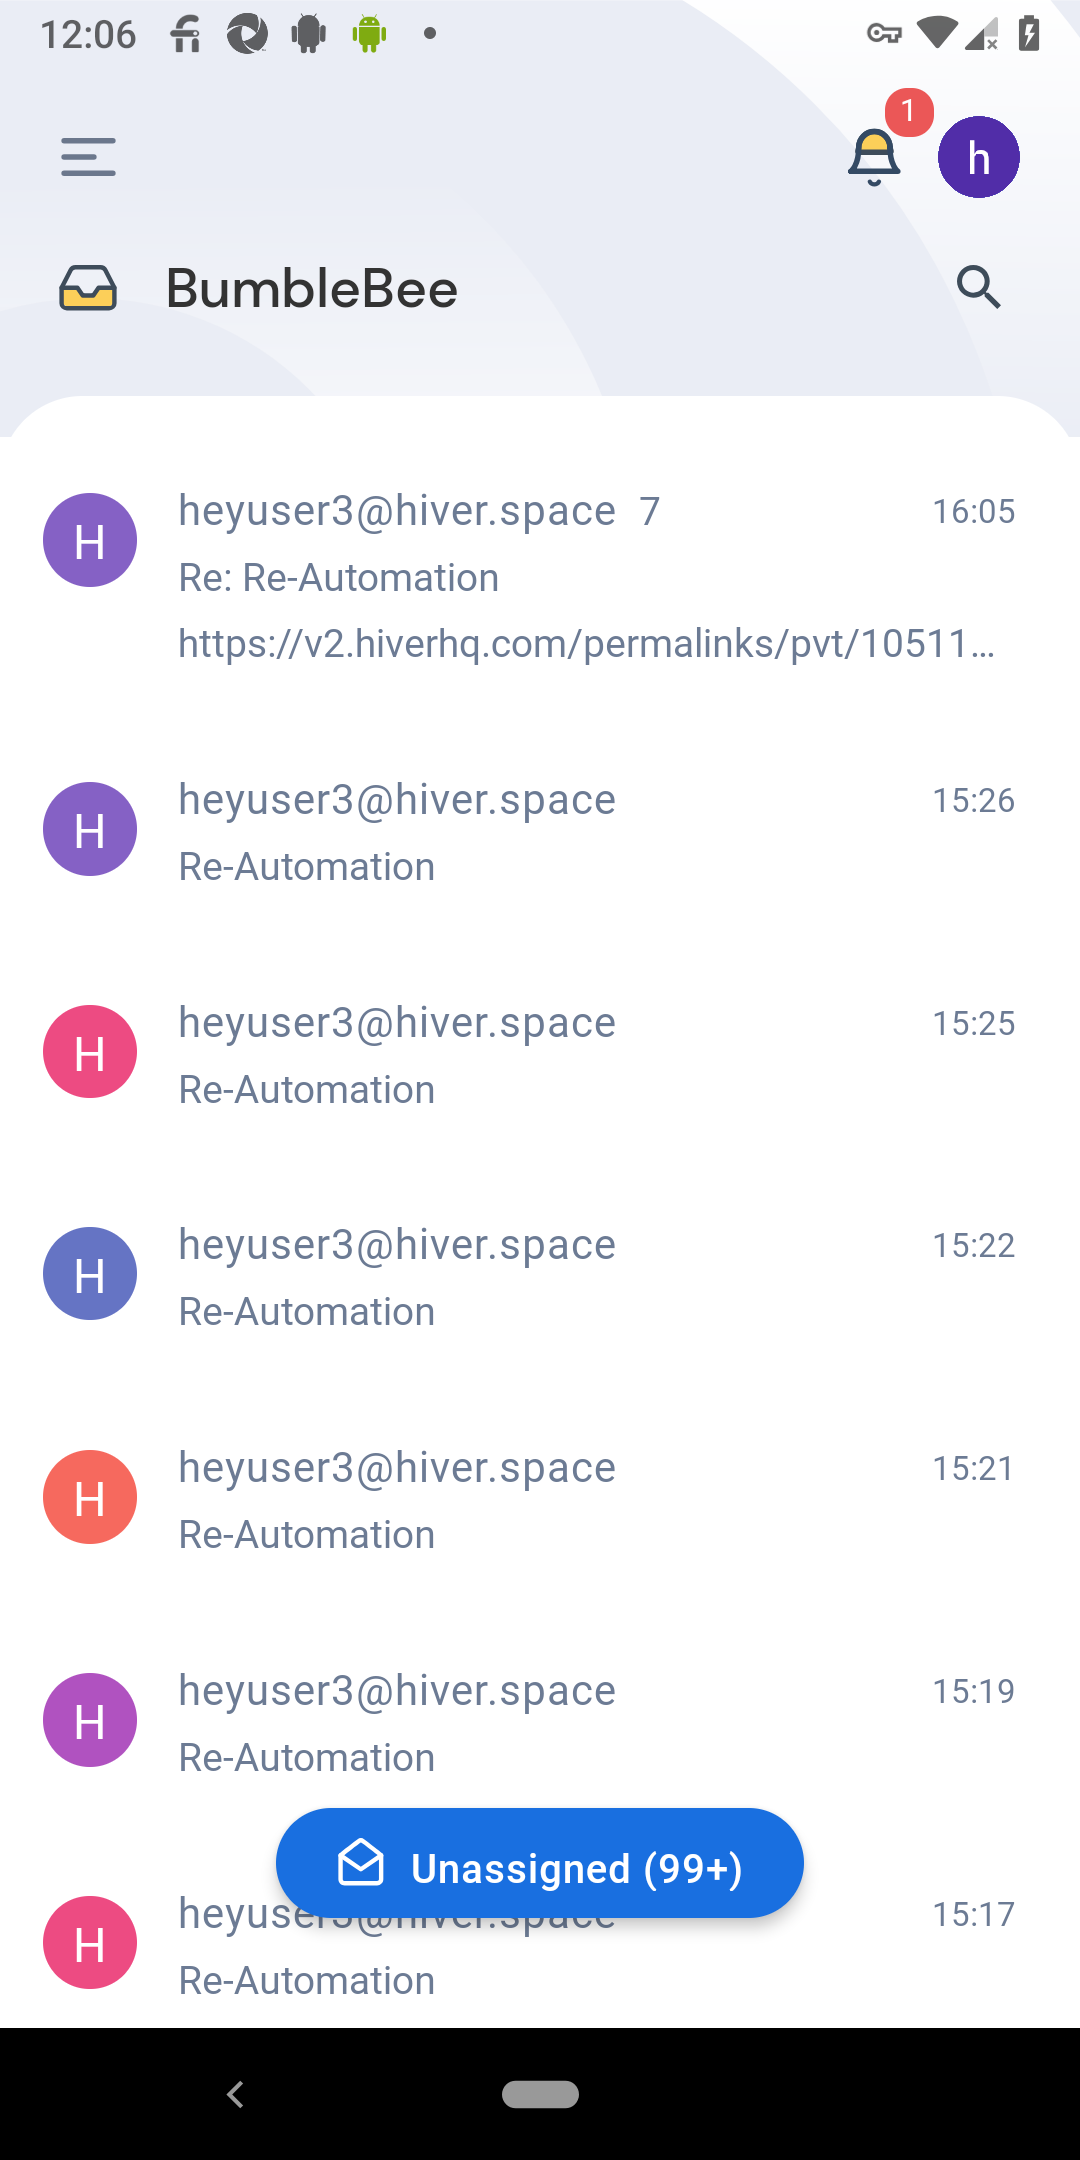 12:06
1
h
BumbleBee
H heyuser3@hiver.space 7 16:05
Re: Re-Automation
https://v2.hiverhq.com/permalinks/pvt/10511...
H heyuser3@hiver.space 15:26
Re-Automation
H heyuser3@hiver.space 15:25
Re-Automation
H heyuser3@hiver.space 15:22
Re-Automation
H heyuser3@hiver.space 15:21
Re-Automation
H heyuser3@hiver.space 15:19
Re-Automation
Unassigned (99+)
H heyuser3@hiver.space 15:17
Re-Automation